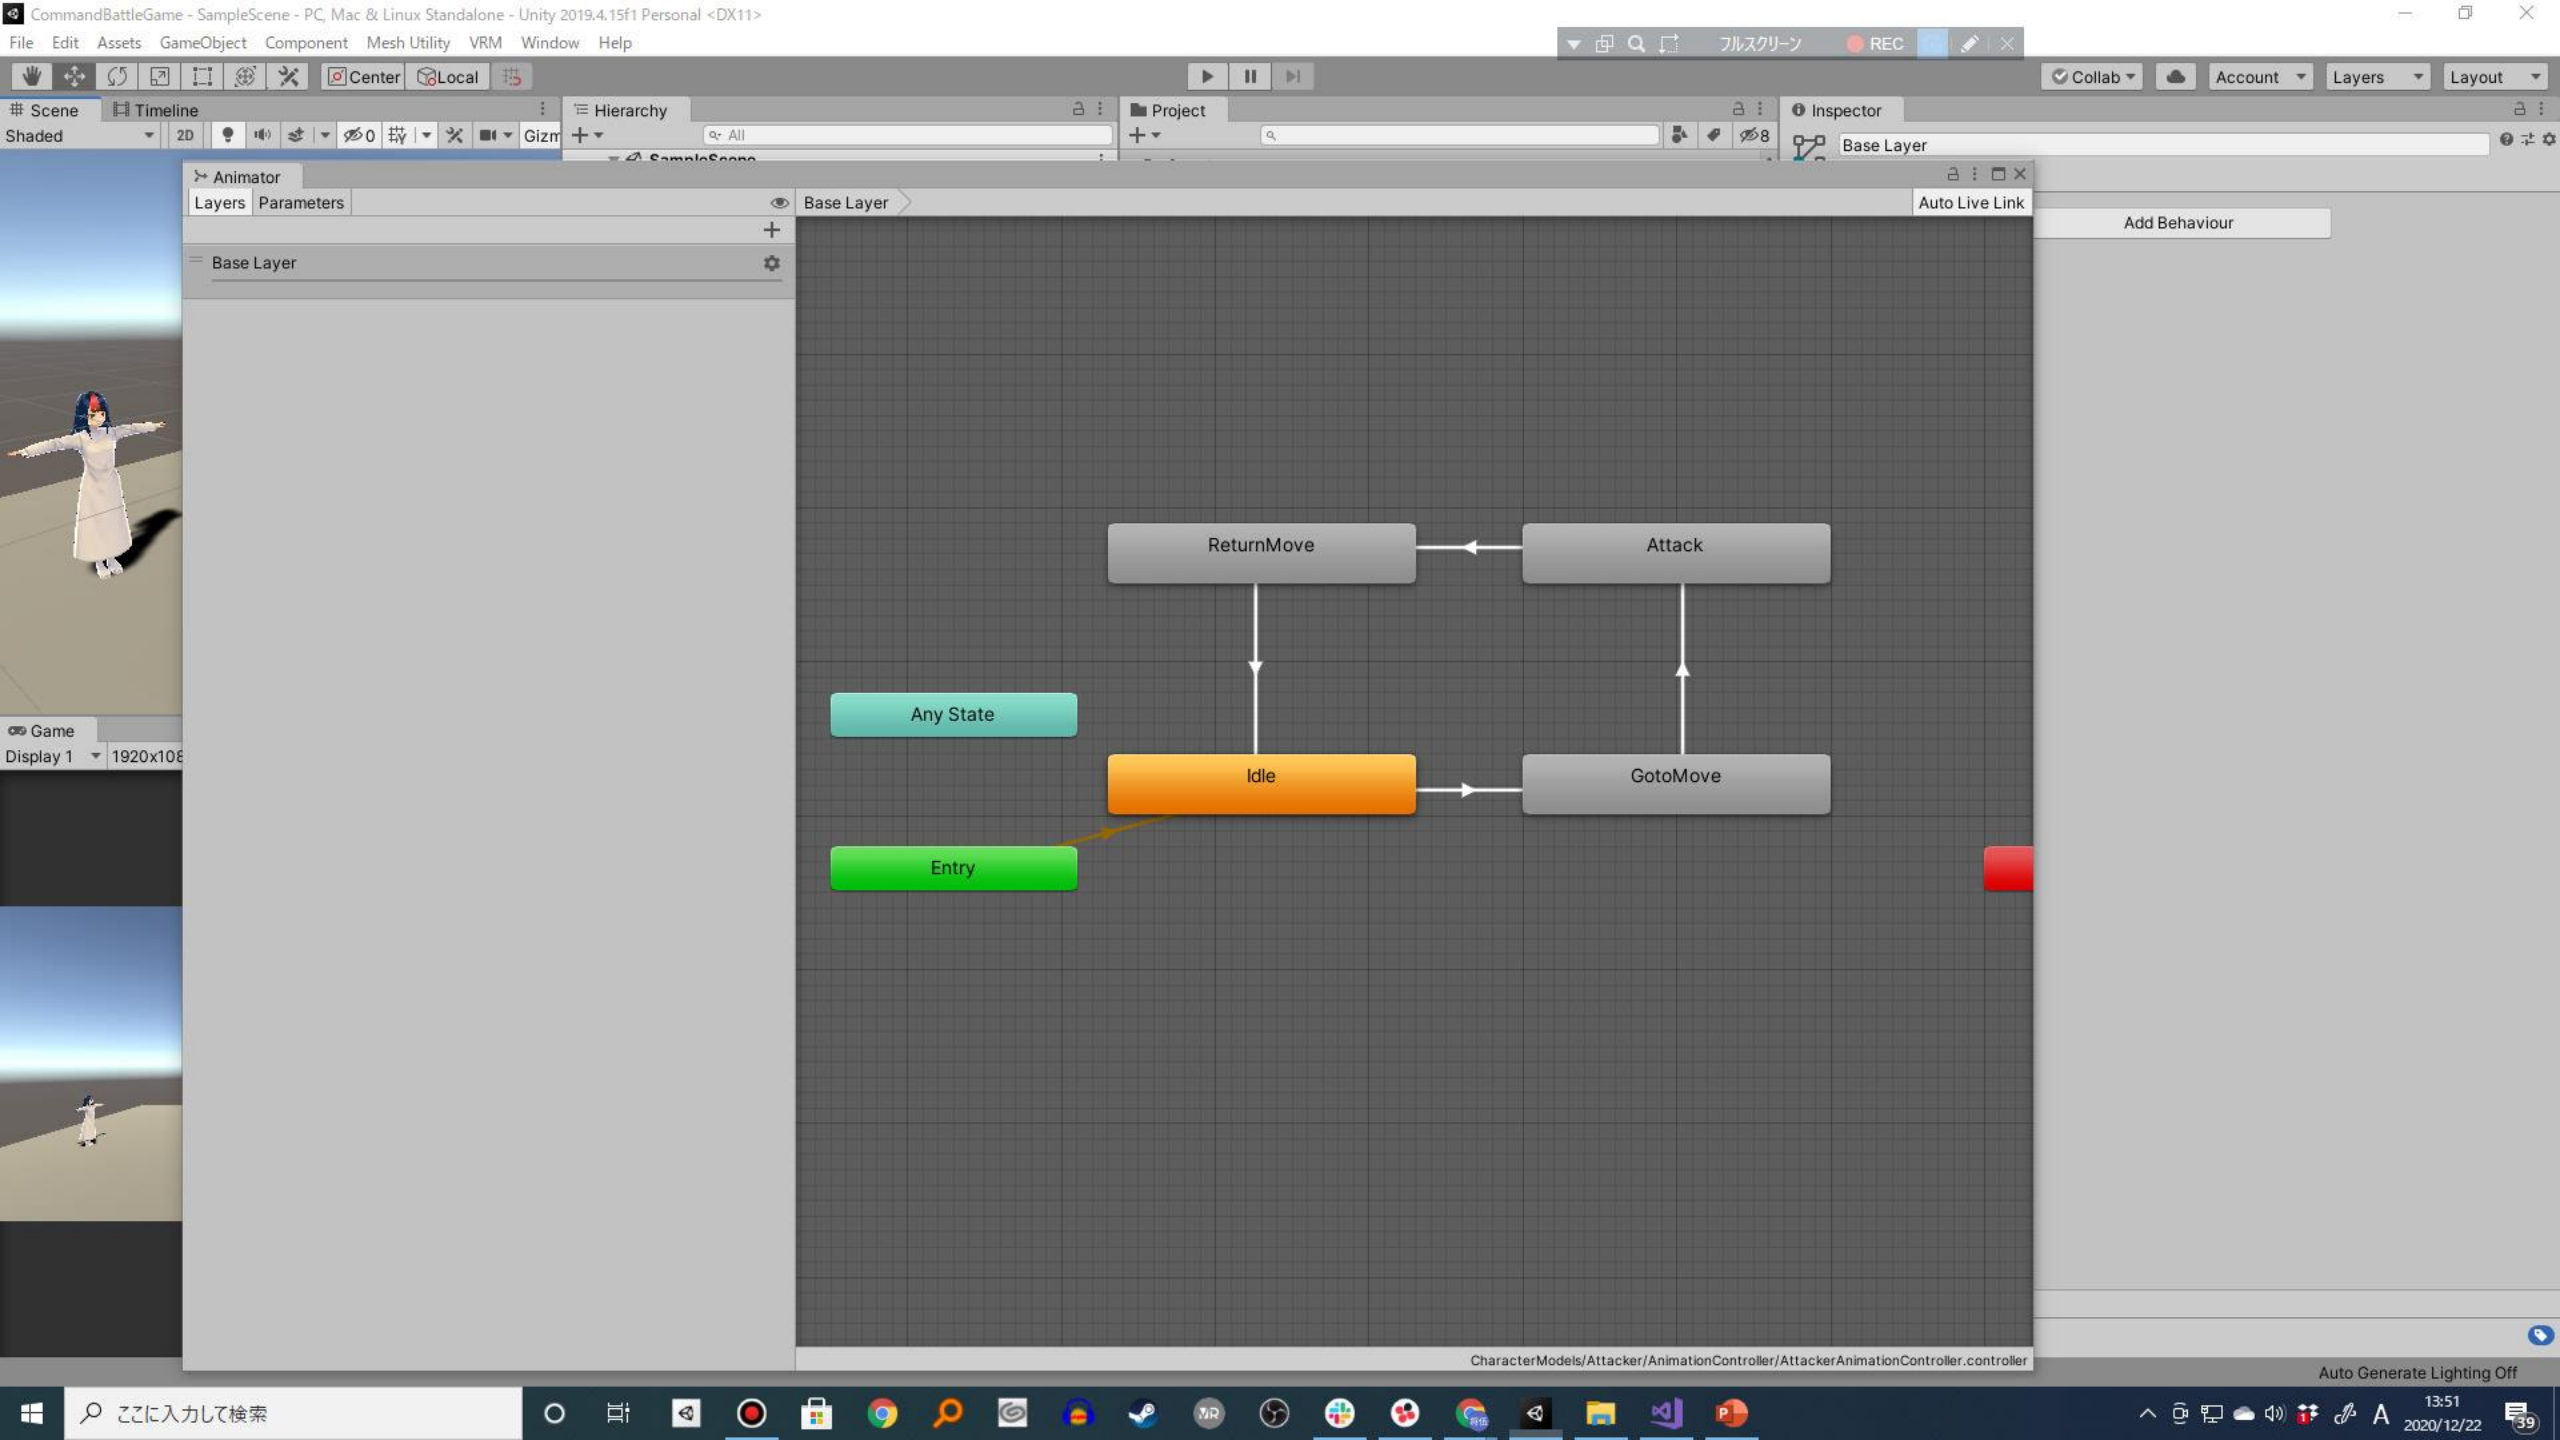 CommandBattleGame - SampleScene - PC, Mac & Linux Standalone - Unity 2019.4.15f1 Personal <DX11>
File Edit Assets GameObject Component Mesh Utility VRM Window Help
フルスクリーン REC
Center Local
Collab Account Layers Layout
Scene Timeline Hierarchy Project Inspector
Shaded 2D 0 Gizm All 8
SampleScene
Base Layer
Animator
Layers Parameters Base Layer Auto Live Link
Add Behaviour
Base Layer
ReturnMove Attack
Any State
Game
Display 1 1920x108
Idle GotoMove
Entry
CharacterModels/Attacker/AnimationController/AttackerAnimationController.controller
Auto Generate Lighting Off
ここに入力して検索
A
13:51
2020/12/22
39